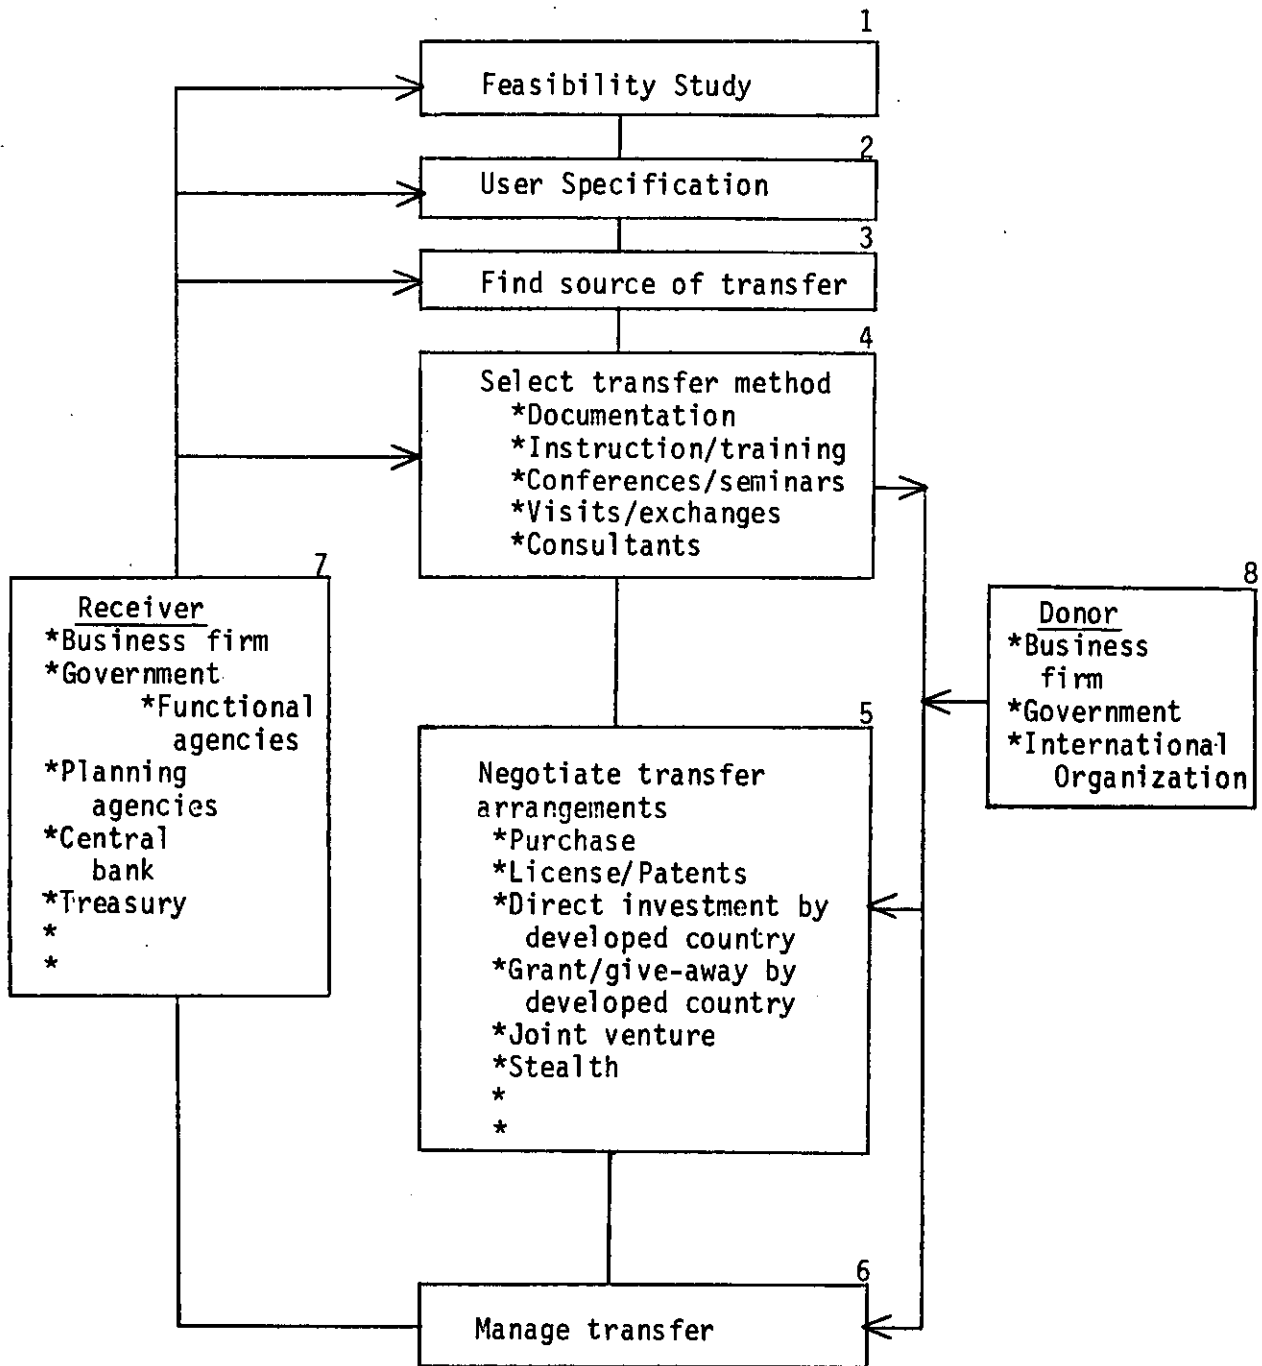 1
Feasibility Study
2
User Specification
3
Find source of transfer
4
Select transfer method
*Documentation
*Instruction/training
*Conferences/seminars
*Visits/exchanges
*Consultants
7
Receiver
*Business firm
*Government
*Functional
agencies
*Planning
agencies
*Central
bank
*Treasury
*
*
8
Donor
*Business
firm
*Government
*International
Organization
5
Negotiate transfer
arrangements
*Purchase
*License/Patents
*Direct investment by
developed country
*Grant/give-away by
developed country
*Joint venture
*Stealth
*
*
6
Manage transfer